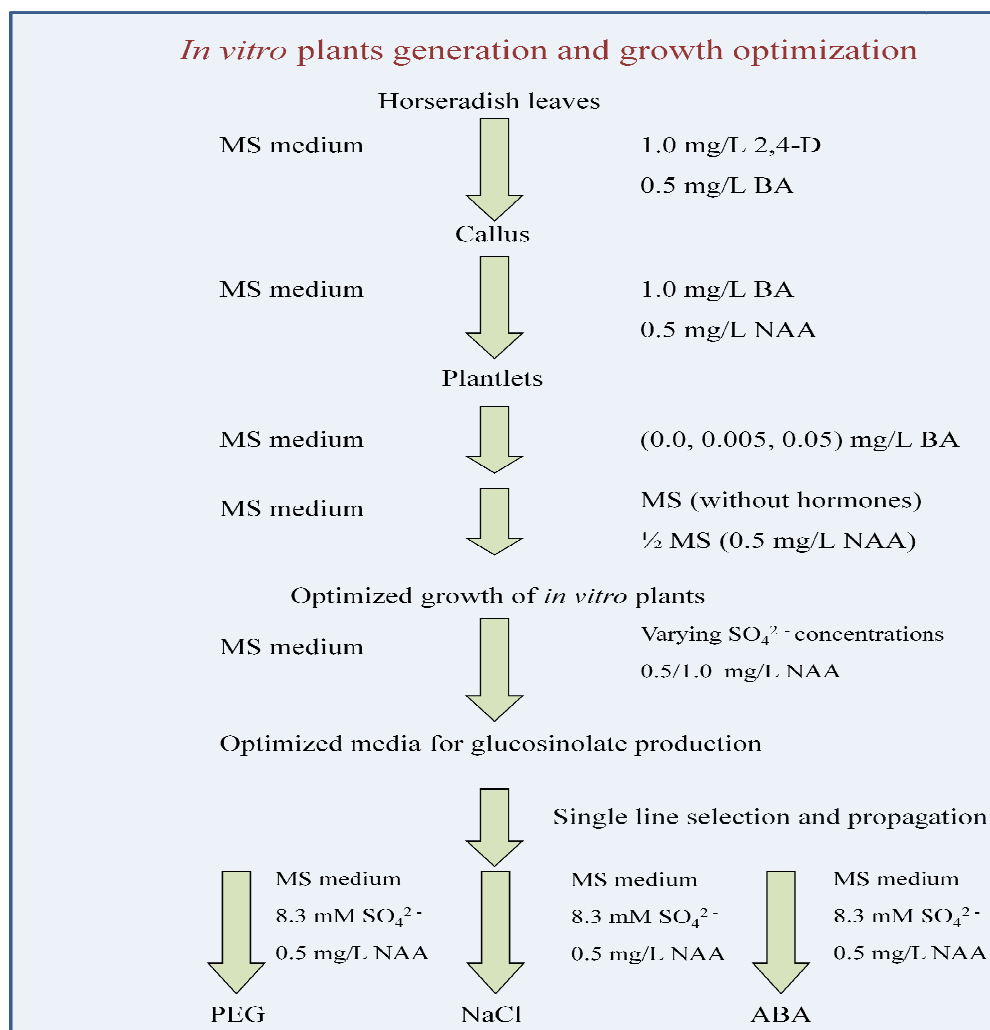 In vitro plants generation and growth optimization
Horseradish leaves
MS medium
1.0 mg/L 2,4-D
0.5 mg/L BA
Callus
MS medium
1.0 mg/L BA
0.5 mg/L NAA
Plantlets
MS medium
(0.0, 0.005, 0.05) mg/L BA
MS medium
MS (without hormones)
½ MS (0.5 mg/L NAA)
Optimized growth of in vitro plants
MS medium
Varying SO₄²⁻ concentrations
0.5/1.0 mg/L NAA
Optimized media for glucosinolate production
Single line selection and propagation
MS medium
8.3 mM SO₄²⁻
0.5 mg/L NAA
MS medium
8.3 mM SO₄²⁻
0.5 mg/L NAA
MS medium
8.3 mM SO₄²⁻
0.5 mg/L NAA
PEG
NaCl
ABA